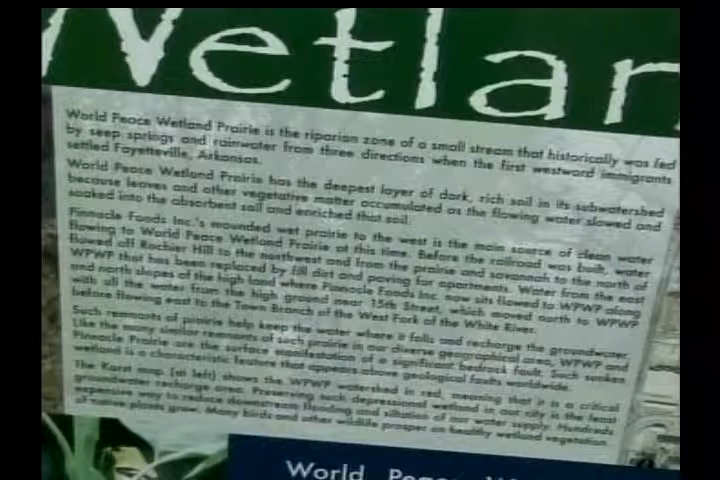 Wetlan
World Peace Wetland Prairie is the riparian zone of a small stream that historically was fed
by seep springs and rainwater from three directions when the first westward immigrants
settled Fayetteville, Arkansas.
World Peace Wetland Prairie has the deepest layer of dark, rich soil in its subwatershed
because leaves and other vegetative matter accumulated as the flowing water slowed and
soaked into the absorbent soil and enriched that soil.
Pinnacle Foods Inc.'s mounded wet prairie to the west is the main source of clean water
flowing to World Peace Wetland Prairie at this time. Before the railroad was built, water
flowed off Rochier Hill to the northwest and from the prairie and savannah to the north of
WPWP that has been replaced by fill dirt and paving for apartments. Water from the east
and north slopes of the high land where Pinnacle Foods Inc. now sits flowed to WPWP along
with all the water from the high ground near 15th Street, which moved north to WPWP
before flowing east to the Town Branch of the West Fork of the White River.
Such remnants of prairie help keep the water where it falls and recharge the groundwater.
Like the many similar remnants of such prairie in our diverse geographical area, WPWP and
Pinnacle Prairie are the surface manifestation of a significant bedrock fault. Such sunken
wetland is a characteristic feature that appears above geological faults worldwide.
The Karst map (at left) shows the WPWP watershed in red, meaning that it is a critical
groundwater recharge area. Preserving such depressional wetland in our city is the least
expensive way to reduce downstream flooding and siltation of our water supply. Hundreds
of native plants grow. Many birds and other wildlife prosper on healthy wetland vegetation.
World Peace W